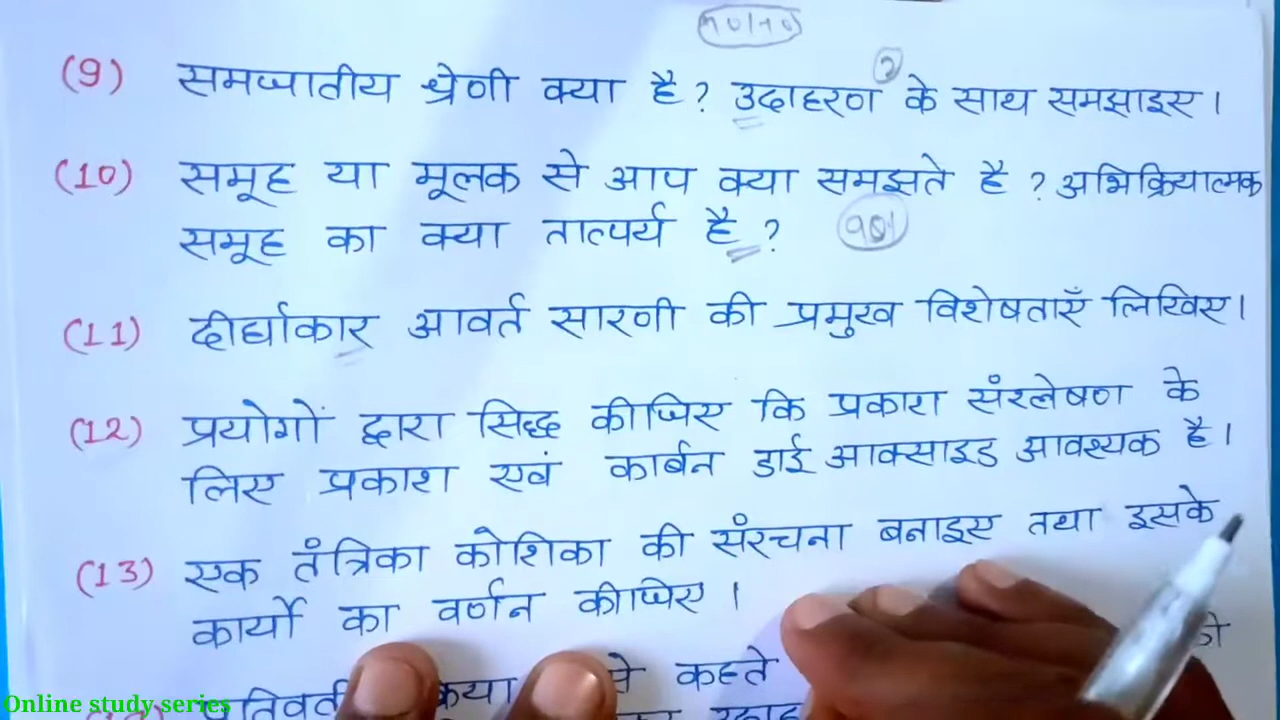 १०/१०
(9) समजातीय श्रेणी क्या है? उदाहरण के साथ समझाइए।
(10) समूह या मूलक से आप क्या समझते है? अभिक्रियात्मक
समूह का क्या तात्पर्य है?
(11) दीर्घाकार आवर्त सारणी की प्रमुख विशेषताएँ लिखिए।
(12) प्रयोगों द्वारा सिद्ध कीजिए कि प्रकाश संश्लेषण के
लिए प्रकाश एवं कार्बन डाई आक्साइड आवश्यक है।
(13) एक तंत्रिका कोशिका की संरचना बनाइए तथा इसके
कार्यो का वर्णन कीजिए।
कहते
Online study series